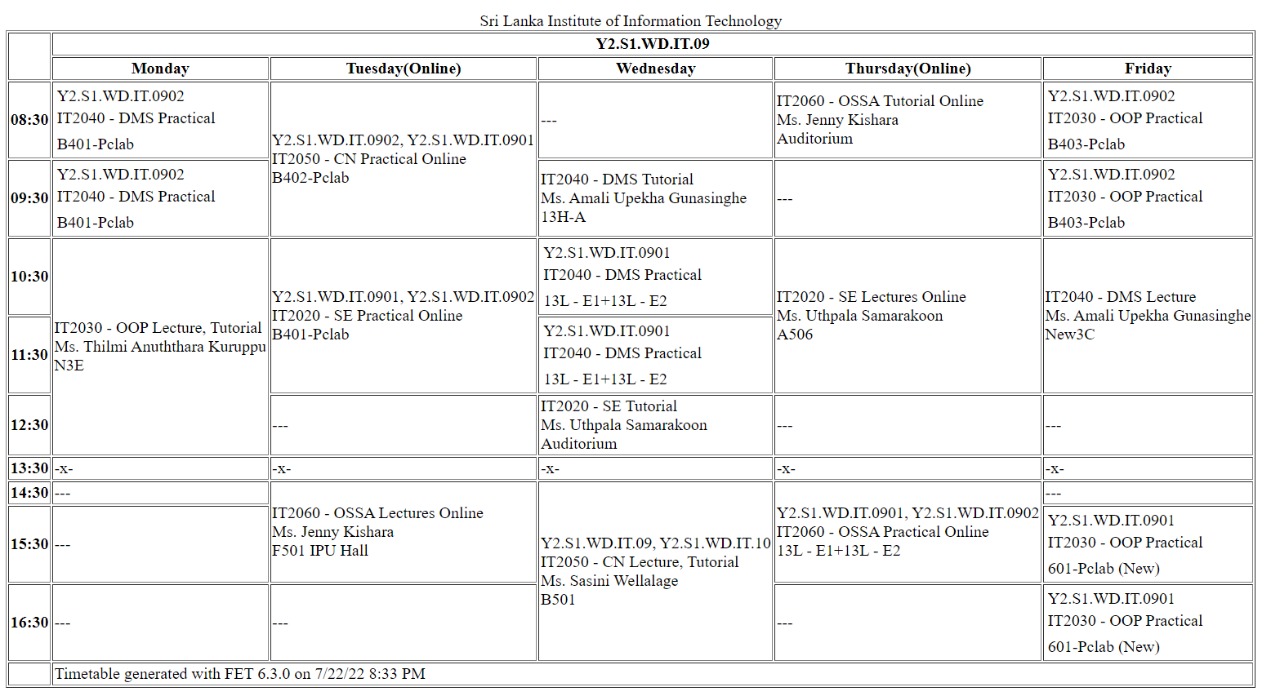 Sri Lanka Institute of Information Technology
Y2.S1.WD.IT.09
Monday Tuesday(Online) Wednesday Thursday(Online) Friday
08:30
Y2.S1.WD.IT.0902
IT2040 - DMS Practical
B401-Pclab
Y2.S1.WD.IT.0902, Y2.S1.WD.IT.0901
IT2050 - CN Practical Online
B402-Pclab
---
IT2060 - OSSA Tutorial Online
Ms. Jenny Kishara
Auditorium
Y2.S1.WD.IT.0902
IT2030 - OOP Practical
B403-Pclab
09:30
Y2.S1.WD.IT.0902
IT2040 - DMS Practical
B401-Pclab
IT2040 - DMS Tutorial
Ms. Amali Upekha Gunasinghe
13H-A
---
Y2.S1.WD.IT.0902
IT2030 - OOP Practical
B403-Pclab
10:30
IT2030 - OOP Lecture, Tutorial
Ms. Thilmi Anuththara Kuruppu
N3E
Y2.S1.WD.IT.0901, Y2.S1.WD.IT.0902
IT2020 - SE Practical Online
B401-Pclab
Y2.S1.WD.IT.0901
IT2040 - DMS Practical
13L - E1+13L - E2
IT2020 - SE Lectures Online
Ms. Uthpala Samarakoon
A506
IT2040 - DMS Lecture
Ms. Amali Upekha Gunasinghe
New3C
11:30
Y2.S1.WD.IT.0901
IT2040 - DMS Practical
13L - E1+13L - E2
12:30
---
IT2020 - SE Tutorial
Ms. Uthpala Samarakoon
Auditorium
---
---
13:30 -x- -x- -x- -x- -x-
14:30
---
IT2060 - OSSA Lectures Online
Ms. Jenny Kishara
F501 IPU Hall
Y2.S1.WD.IT.09, Y2.S1.WD.IT.10
IT2050 - CN Lecture, Tutorial
Ms. Sasini Wellalage
B501
Y2.S1.WD.IT.0901, Y2.S1.WD.IT.0902
IT2060 - OSSA Practical Online
13L - E1+13L - E2
---
15:30
---
Y2.S1.WD.IT.0901
IT2030 - OOP Practical
601-Pclab (New)
16:30
---
---
---
Y2.S1.WD.IT.0901
IT2030 - OOP Practical
601-Pclab (New)
Timetable generated with FET 6.3.0 on 7/22/22 8:33 PM